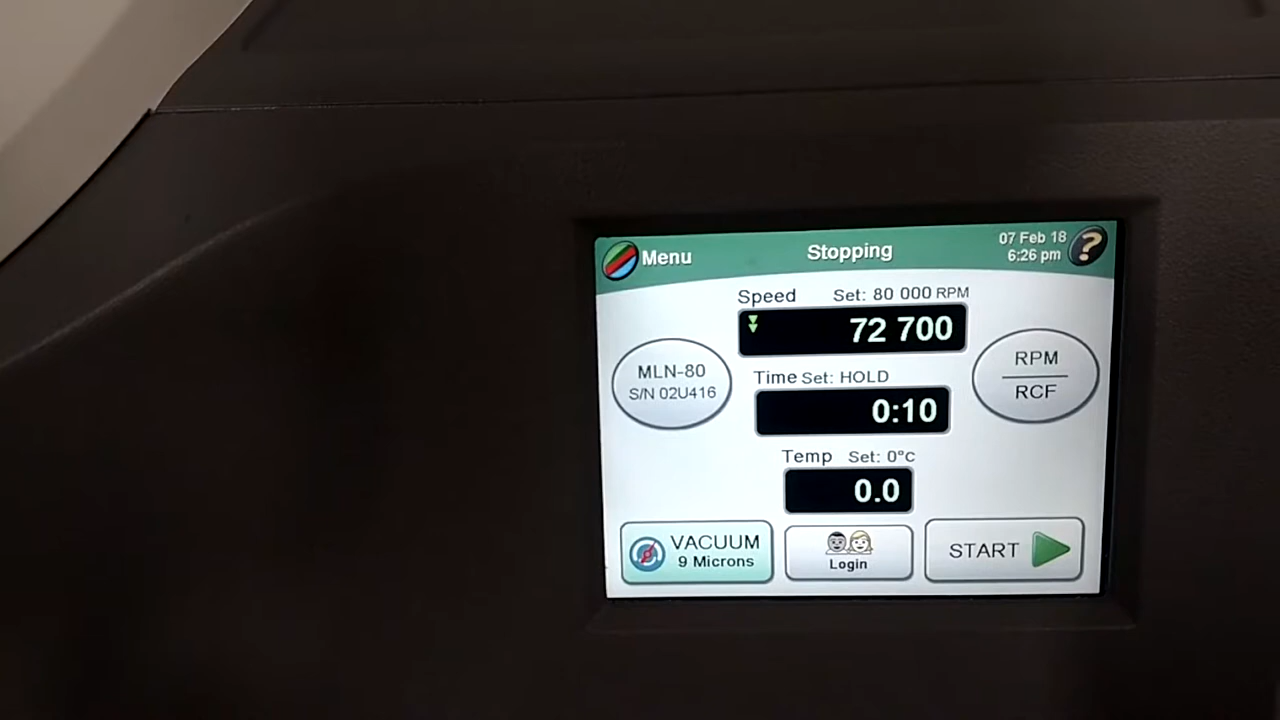 Menu
Stopping
07 Feb 18
6:26 pm
?
Speed Set: 80 000 RPM
72 700
MLN-80
S/N 02U416
RPM
RCF
Time Set: HOLD
0:10
Temp Set: 0°C
0.0
VACUUM
9 Microns
Login
START